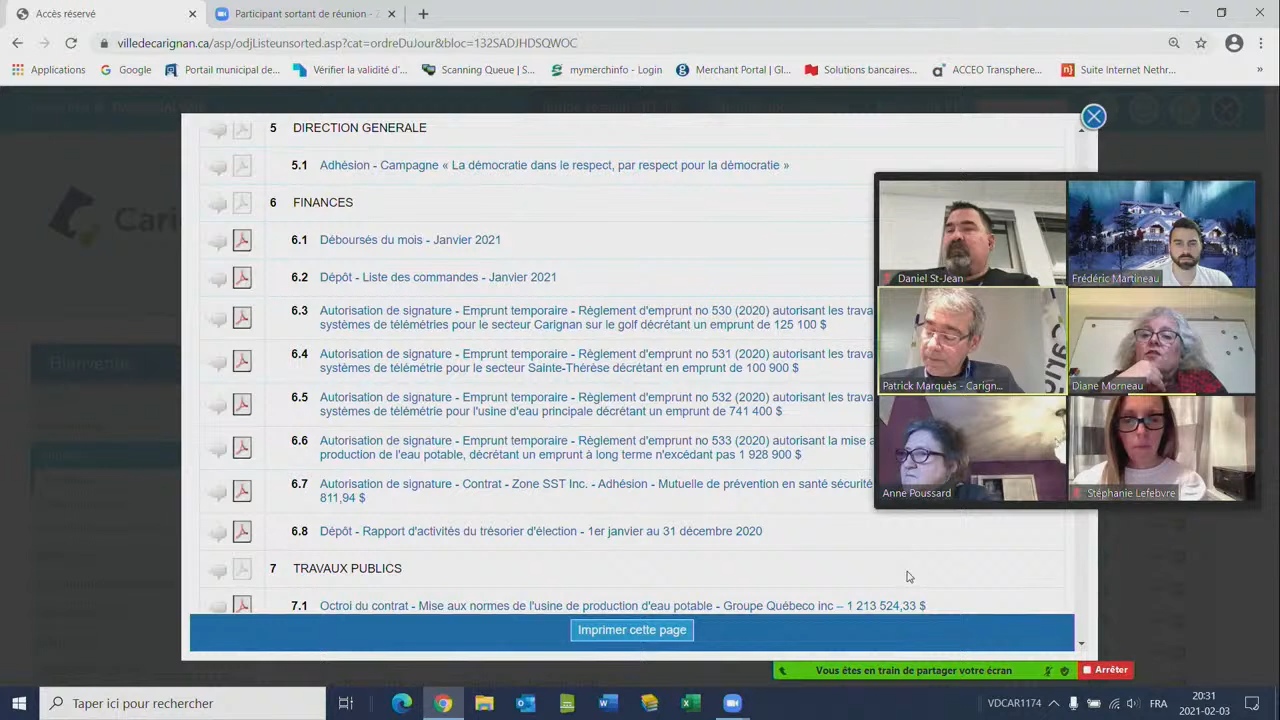 Accès réservé
Participant sortant de réunion -
villedecarignan.ca/asp/odjListeunsorted.asp?cat=ordreDuJour&bloc=132SADJHDSQWOC
Applications
Google
Portail municipal de...
Vérifier la validité d'...
Scanning Queue | S...
mymerchinfo - Login
Merchant Portal | Gl...
Solutions bancaires...
ACCEO Transphere...
Suite Internet Nethr...
»
5 DIRECTION GENERALE
5.1 Adhésion - Campagne « La démocratie dans le respect, par respect pour la démocratie »
6 FINANCES
6.1 Déboursés du mois - Janvier 2021
6.2 Dépôt - Liste des commandes - Janvier 2021
6.3 Autorisation de signature - Emprunt temporaire - Règlement d'emprunt no 530 (2020) autorisant les trava
systèmes de télémétries pour le secteur Carignan sur le golf décrétant un emprunt de 125 100 $
6.4 Autorisation de signature - Emprunt temporaire - Règlement d'emprunt no 531 (2020) autorisant les trava
systèmes de télémétrie pour le secteur Sainte-Thérèse décrétant en emprunt de 100 900 $
6.5 Autorisation de signature - Emprunt temporaire - Règlement d'emprunt no 532 (2020) autorisant les trava
systèmes de télémétrie pour l'usine d'eau principale décrétant un emprunt de 741 400 $
6.6 Autorisation de signature - Emprunt temporaire - Règlement d'emprunt no 533 (2020) autorisant la mise a
production de l'eau potable, décrétant un emprunt à long terme n'excédant pas 1 928 900 $
6.7 Autorisation de signature - Contrat - Zone SST Inc. - Adhésion - Mutuelle de prévention en santé sécurité
811,94 $
6.8 Dépôt - Rapport d'activités du trésorier d'élection - 1er janvier au 31 décembre 2020
7 TRAVAUX PUBLICS
7.1 Octroi du contrat - Mise aux normes de l'usine de production d'eau potable - Groupe Québeco inc – 1 213 524,33 $
Imprimer cette page
Cari
Bienvenue
Daniel St-Jean
Frédéric Martineau
Patrick Marquès - Carign...
Diane Morneau
Anne Poussard
Stéphanie Lefebvre
Vous êtes en train de partager votre écran
Arrêter
Taper ici pour rechercher
VDCAR1174
FRA
20:31
2021-02-03